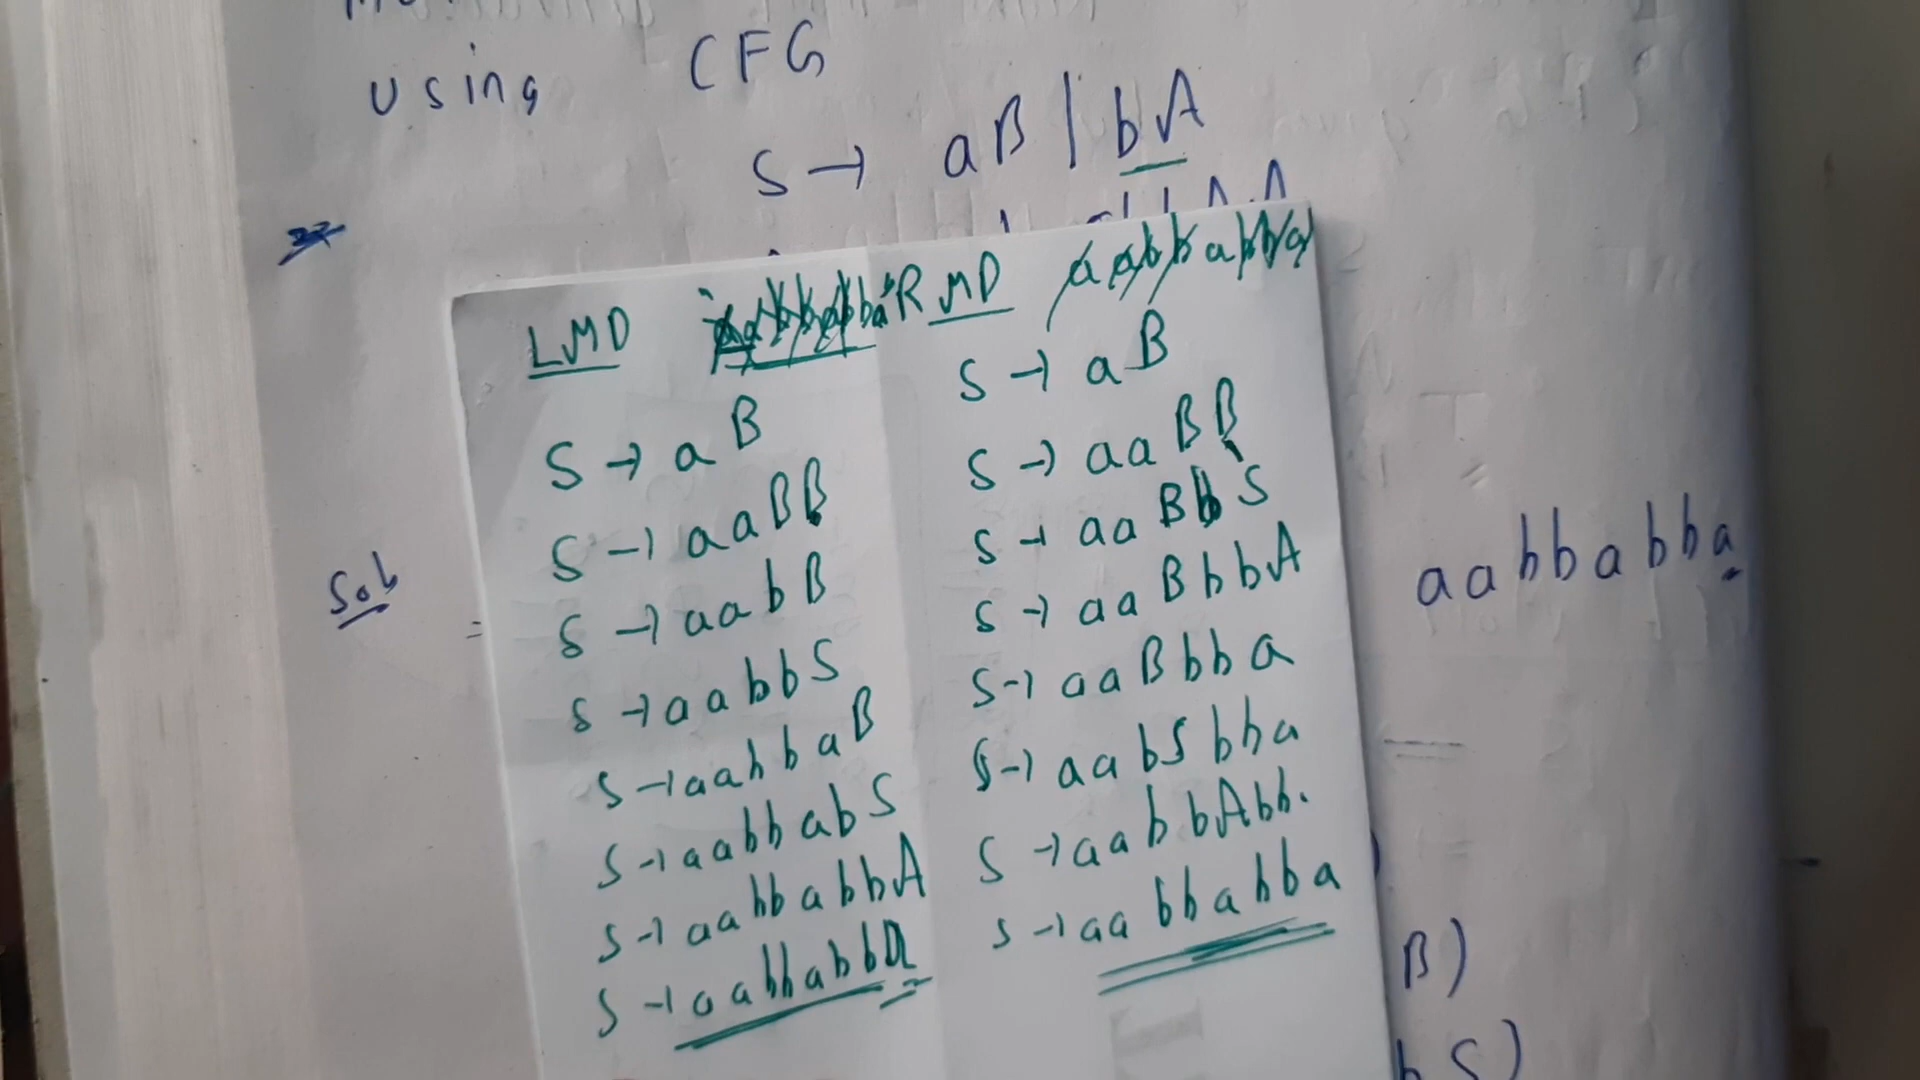 using CFG
S → aB | bA
LMD
S → aB
S → aaBB
S → aabB
S → aabbS
S → aabbaB
S → aabbabS
S → aabbabbA
S → aabbabba
RMD aabbabba
S → aB
S → aaBB
S → aaBbS
S → aaBbbA
S → aaBbba
S → aabSbba
S → aabbAbb.
S → aabbabba
Sol
=
aabbabba
B)
bS)